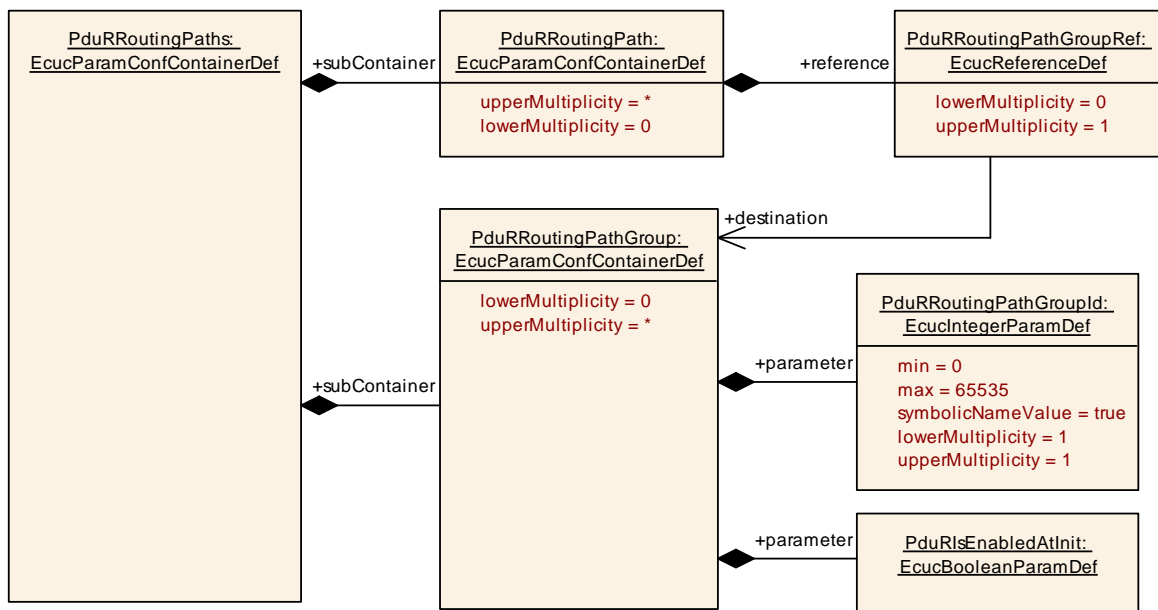 PduRRoutingPaths:
EcucParamConfContainerDef
+subContainer
PduRRoutingPath:
EcucParamConfContainerDef
upperMultiplicity = *
lowerMultiplicity = 0
+reference
PduRRoutingPathGroupRef:
EcucReferenceDef
lowerMultiplicity = 0
upperMultiplicity = 1
+destination
+subContainer
PduRRoutingPathGroup:
EcucParamConfContainerDef
lowerMultiplicity = 0
upperMultiplicity = *
+parameter
PduRRoutingPathGroupId:
EcucIntegerParamDef
min = 0
max = 65535
symbolicNameValue = true
lowerMultiplicity = 1
upperMultiplicity = 1
+parameter
PduRIsEnabledAtInit:
EcucBooleanParamDef